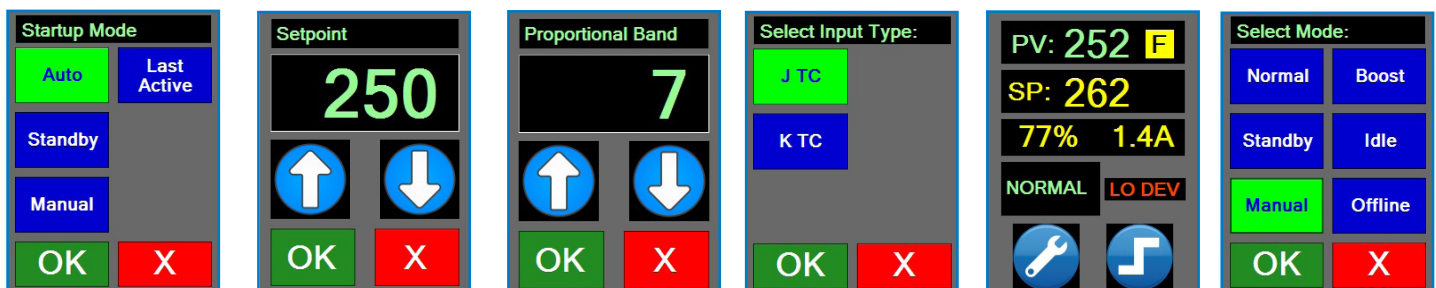 Startup Mode
Auto
Last
Active
Standby
Manual
OK X
Setpoint
250
OK X
Proportional Band
7
OK X
Select Input Type:
J TC
K TC
OK X
PV: 252 F
SP: 262
77% 1.4A
NORMAL LO DEV
Select Mode:
Normal Boost
Standby Idle
Manual Offline
OK X